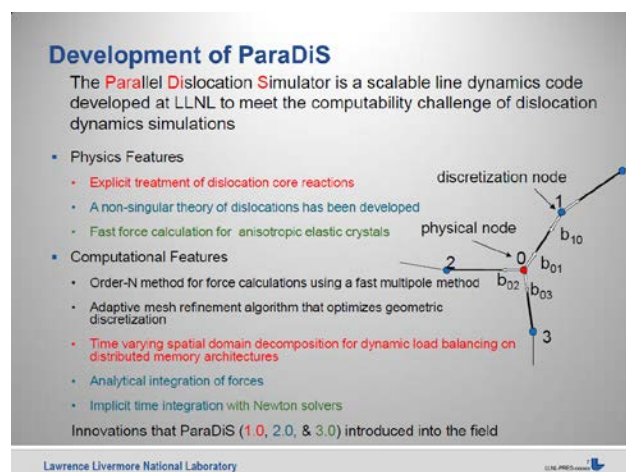 Development of ParaDiS
The Parallel Dislocation Simulator is a scalable line dynamics code
developed at LLNL to meet the computability challenge of dislocation
dynamics simulations
▪ Physics Features
• Explicit treatment of dislocation core reactions
• A non-singular theory of dislocations has been developed
• Fast force calculation for anisotropic elastic crystals
▪ Computational Features
• Order-N method for force calculations using a fast multipole method
• Adaptive mesh refinement algorithm that optimizes geometric
discretization
• Time varying spatial domain decomposition for dynamic load balancing on
distributed memory architectures
• Analytical integration of forces
• Implicit time integration with Newton solvers
Innovations that ParaDiS (1.0, 2.0, & 3.0) introduced into the field
discretization node
1
physical node
b10
0
2
b01
b02
b03
3
Lawrence Livermore National Laboratory